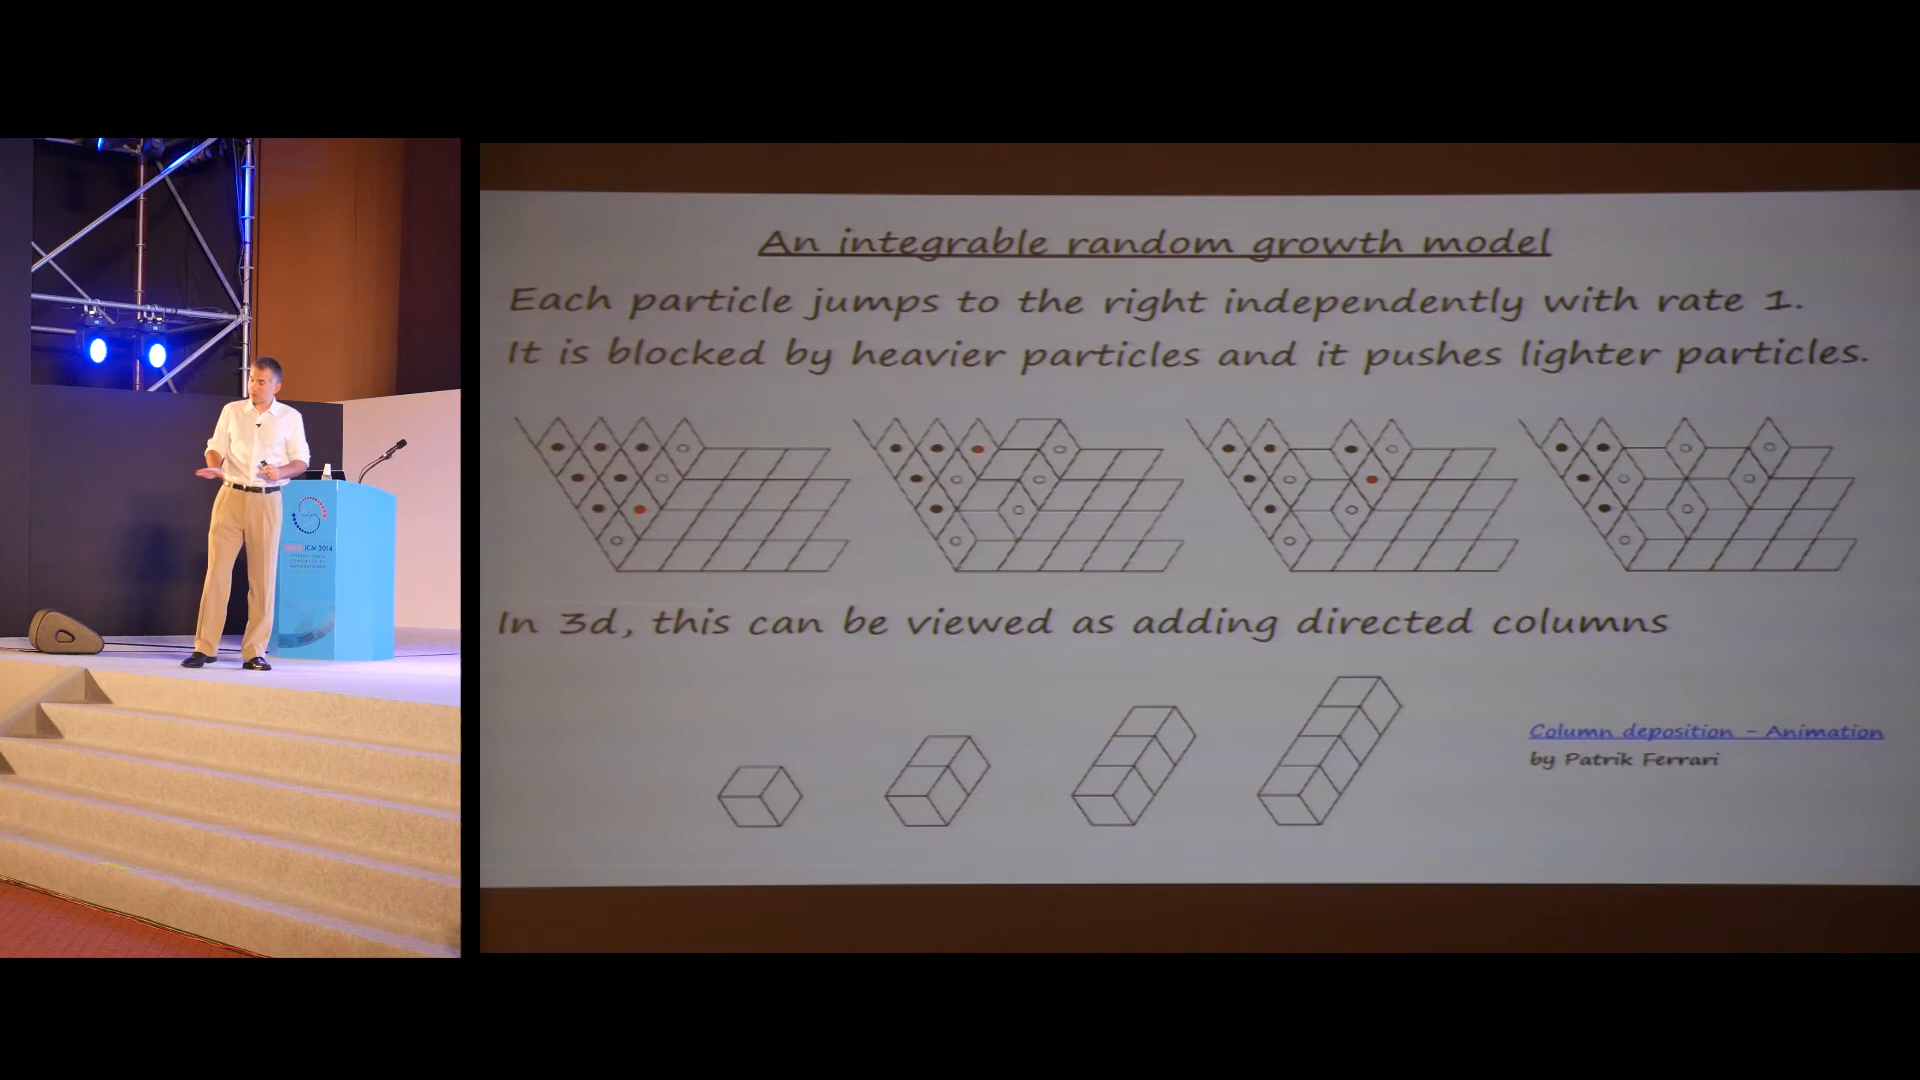 An integrable random growth model
Each particle jumps to the right independently with rate 1.
It is blocked by heavier particles and it pushes lighter particles.
In 3d, this can be viewed as adding directed columns
Column deposition - Animation
by Patrik Ferrari
ICM 2014